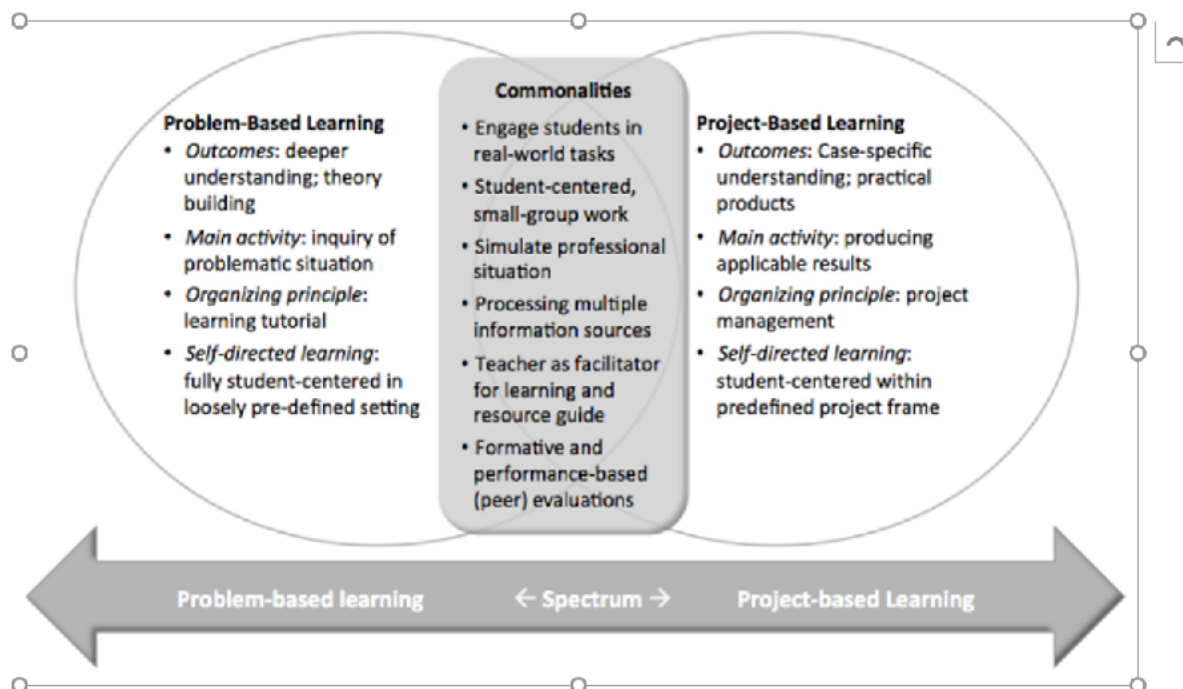 Problem-Based Learning
• Outcomes: deeper
understanding; theory
building
• Main activity: inquiry of
problematic situation
• Organizing principle:
learning tutorial
• Self-directed learning:
fully student-centered in
loosely pre-defined setting
Commonalities
• Engage students in
real-world tasks
• Student-centered,
small-group work
• Simulate professional
situation
• Processing multiple
information sources
• Teacher as facilitator
for learning and
resource guide
• Formative and
performance-based
(peer) evaluations
Project-Based Learning
• Outcomes: Case-specific
understanding; practical
products
• Main activity: producing
applicable results
• Organizing principle: project
management
• Self-directed learning:
student-centered within
predefined project frame
Problem-based learning ← Spectrum → Project-based Learning